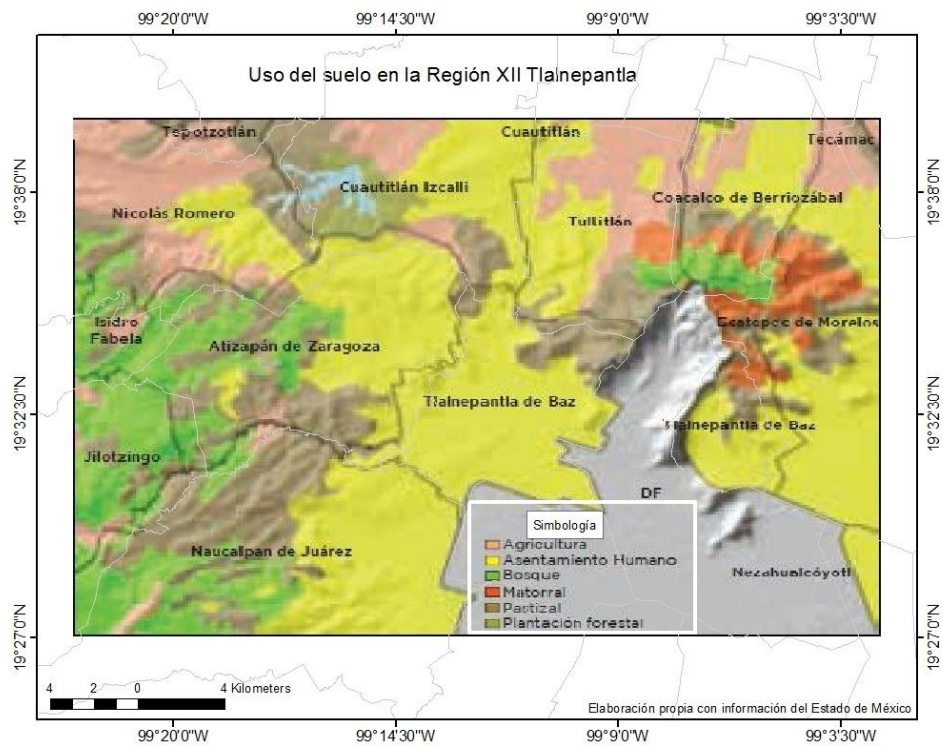 99°20'0"W 99°14'30"W 99°9'0"W 99°3'30"W
Uso del suelo en la Región XII Tlalnepantla
Tepotzotlán
Cuautitlán
Tecámac
19°38'0"N
19°38'0"N
Cuautitlán Izcalli
Coacalco de Berriozábal
Nicolás Romero
Tultitlán
Isidro
Fabela
Ecatepec de Morelos
Atizapán de Zaragoza
19°32'30"N
19°32'30"N
Tlalnepantla de Baz
Tlalnepantla de Baz
Jilotzingo
DF
Naucalpan de Juárez
Nezahualcóyotl
Simbología
Agricultura
Asentamiento Humano
Bosque
Matorral
Pastizal
Plantación forestal
19°27'0"N
19°27'0"N
4 2 0 4 Kilometers
Elaboración propia con información del Estado de México
99°20'0"W 99°14'30"W 99°9'0"W 99°3'30"W